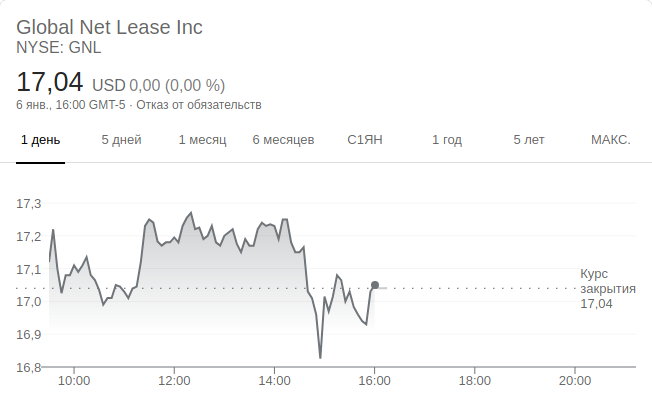 Global Net Lease Inc
NYSE: GNL
17,04 USD 0,00 (0,00 %)
6 янв., 16:00 GMT-5 · Отказ от обязательств
1 день 5 дней 1 месяц 6 месяцев С1ЯН 1 год 5 лет МАКС.
17,3
17,2
17,1
17,0
16,9
16,8
Курс
закрытия
17,04
10:00 12:00 14:00 16:00 18:00 20:00